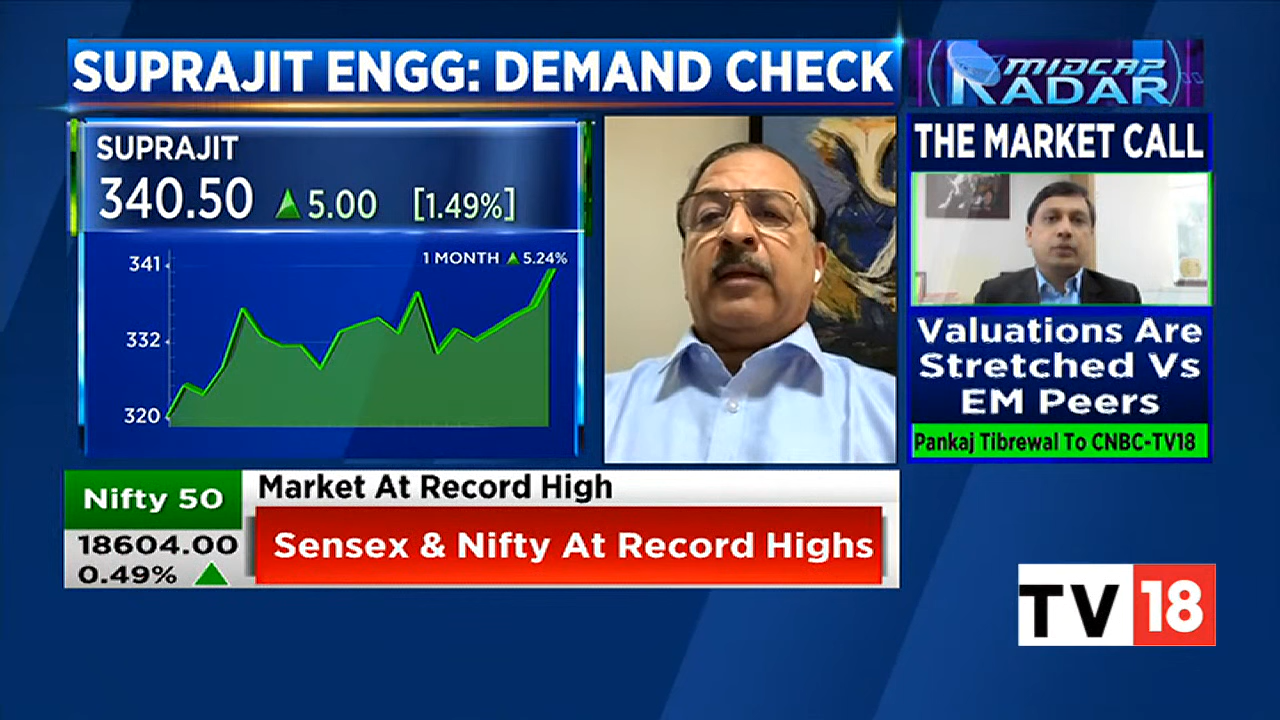 SUPRAJIT ENGG: DEMAND CHECK
MIDCAP
RADAR
SUPRAJIT
340.50 ▲ 5.00 [1.49%]
1 MONTH ▲ 5.24%
341
332
320
THE MARKET CALL
Valuations Are
Stretched Vs
EM Peers
Pankaj Tibrewal To CNBC-TV18
Nifty 50
18604.00
0.49% ▲
Market At Record High
Sensex & Nifty At Record Highs
TV 18